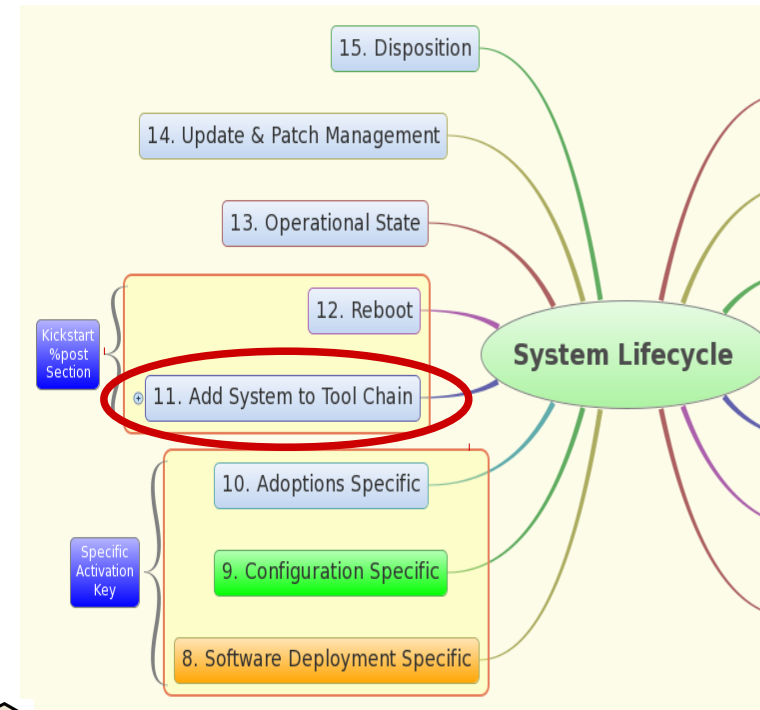 15. Disposition
14. Update & Patch Management
13. Operational State
12. Reboot
Kickstart
%post
Section
System Lifecycle
11. Add System to Tool Chain
10. Adoptions Specific
Specific
Activation
Key
9. Configuration Specific
8. Software Deployment Specific